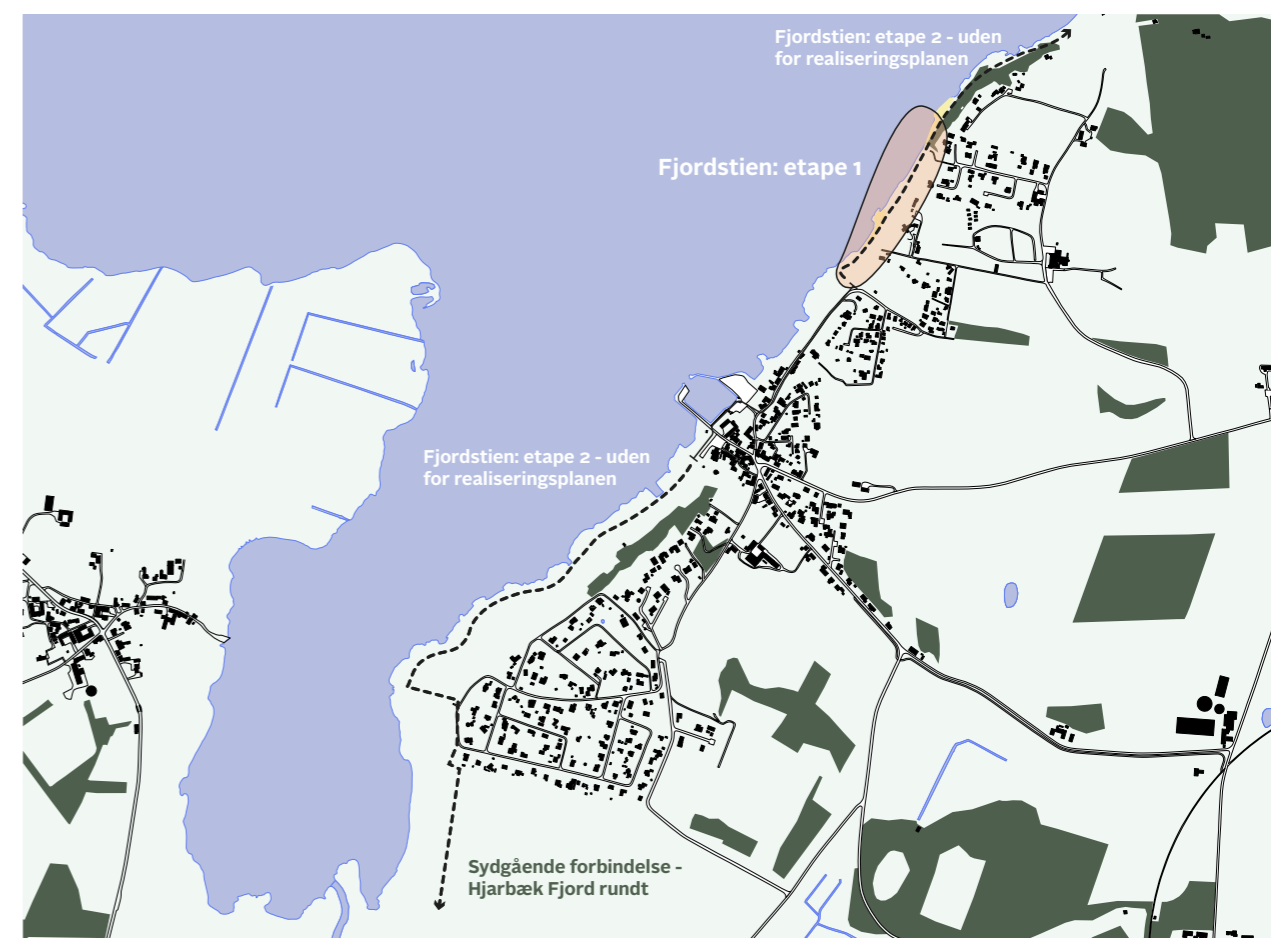 Fjordstien: etape 2 - uden
for realiseringsplanen
Fjordstien: etape 1
Fjordstien: etape 2 - uden
for realiseringsplanen
Sydgående forbindelse -
Hjarbæk Fjord rundt